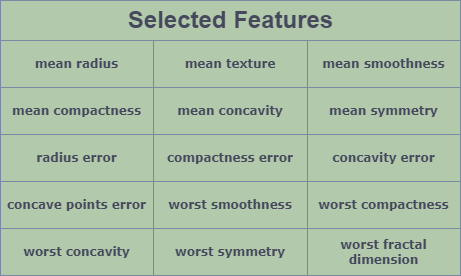 Selected Features
mean radius
mean texture
mean smoothness
mean compactness
mean concavity
mean symmetry
radius error
compactness error
concavity error
concave points error
worst smoothness
worst compactness
worst concavity
worst symmetry
worst fractal
dimension